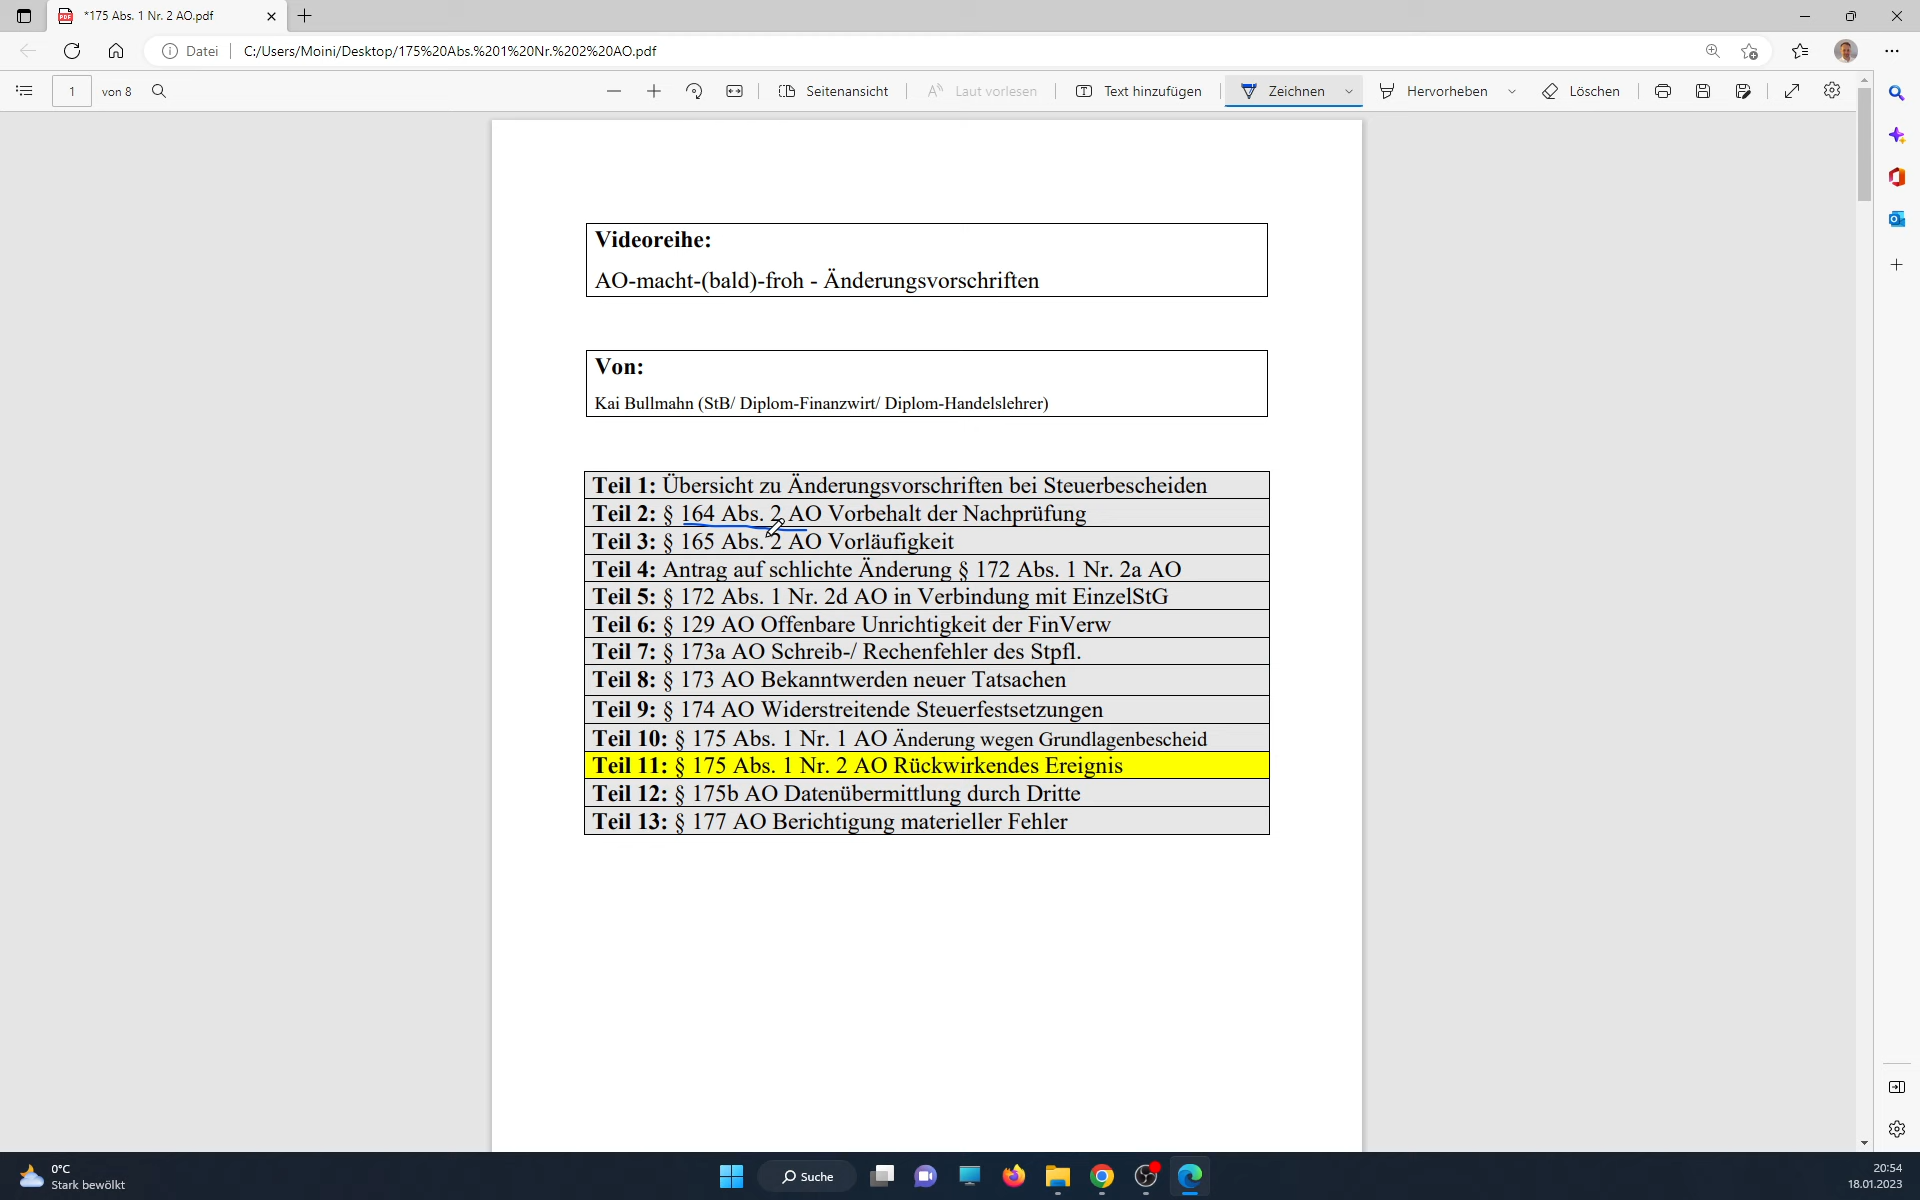 *175 Abs. 1 Nr. 2 AO.pdf
Datei
C:/Users/Moini/Desktop/175%20Abs.%201%20Nr.%202%20AO.pdf
1 von 8
Seitenansicht
Laut vorlesen
Text hinzufügen
Zeichnen
Hervorheben
Löschen
Videoreihe:
AO-macht-(bald)-froh - Änderungsvorschriften
Von:
Kai Bullmahn (StB/ Diplom-Finanzwirt/ Diplom-Handelslehrer)
Teil 1: Übersicht zu Änderungsvorschriften bei Steuerbescheiden
Teil 2: § 164 Abs. 2 AO Vorbehalt der Nachprüfung
Teil 3: § 165 Abs. 2 AO Vorläufigkeit
Teil 4: Antrag auf schlichte Änderung § 172 Abs. 1 Nr. 2a AO
Teil 5: § 172 Abs. 1 Nr. 2d AO in Verbindung mit EinzelStG
Teil 6: § 129 AO Offenbare Unrichtigkeit der FinVerw
Teil 7: § 173a AO Schreib-/ Rechenfehler des Stpfl.
Teil 8: § 173 AO Bekanntwerden neuer Tatsachen
Teil 9: § 174 AO Widerstreitende Steuerfestsetzungen
Teil 10: § 175 Abs. 1 Nr. 1 AO Änderung wegen Grundlagenbescheid
Teil 11: § 175 Abs. 1 Nr. 2 AO Rückwirkendes Ereignis
Teil 12: § 175b AO Datenübermittlung durch Dritte
Teil 13: § 177 AO Berichtigung materieller Fehler
0°C
Stark bewölkt
Suche
20:54
18.01.2023